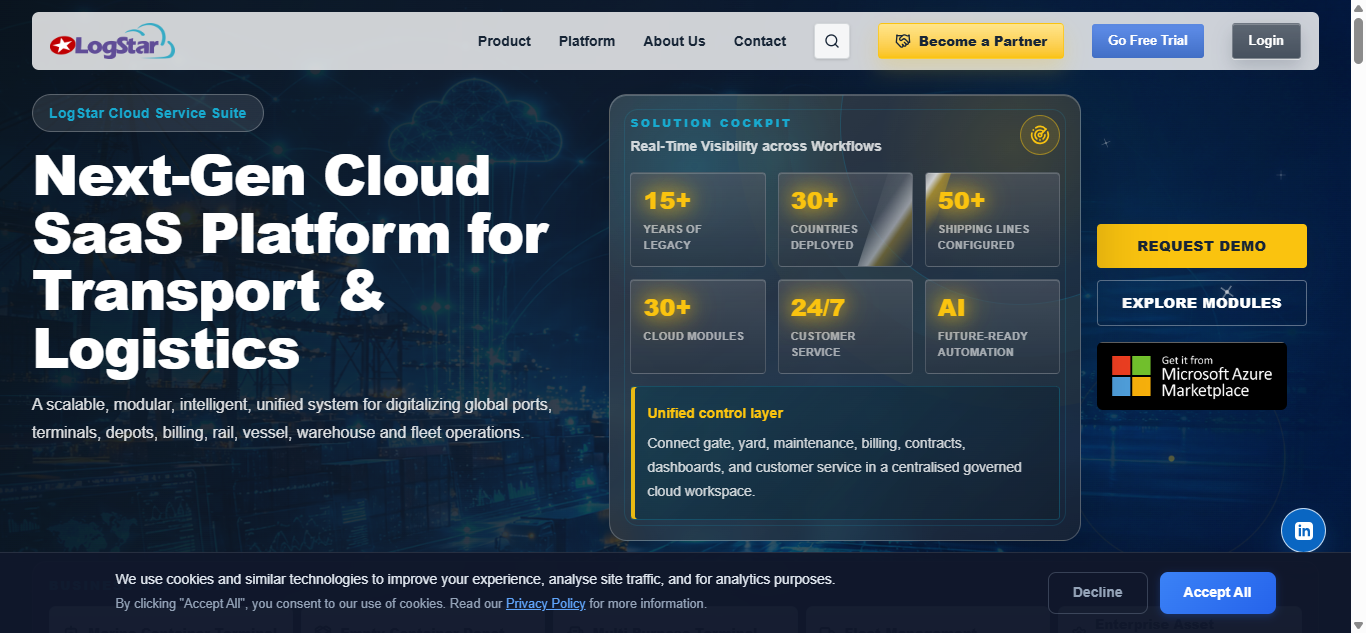 LogStar
Product
Platform
About Us
Contact
Become a Partner
Go Free Trial
Login
LogStar Cloud Service Suite
Next-Gen Cloud
SaaS Platform for
Transport &
Logistics
A scalable, modular, intelligent, unified system for digitalizing global ports,
terminals, depots, billing, rail, vessel, warehouse and fleet operations.
SOLUTION COCKPIT
Real-Time Visibility across Workflows
15+
YEARS OF
LEGACY
30+
COUNTRIES
DEPLOYED
50+
SHIPPING LINES
CONFIGURED
30+
CLOUD MODULES
24/7
CUSTOMER
SERVICE
AI
FUTURE-READY
AUTOMATION
Unified control layer
Connect gate, yard, maintenance, billing, contracts,
dashboards, and customer service in a centralised governed
cloud workspace.
REQUEST DEMO
EXPLORE MODULES
Get it from
Microsoft Azure
Marketplace
in
We use cookies and similar technologies to improve your experience, analyse site traffic, and for analytics purposes.
By clicking "Accept All", you consent to our use of cookies. Read our Privacy Policy for more information.
Decline
Accept All
Enterprise Asset